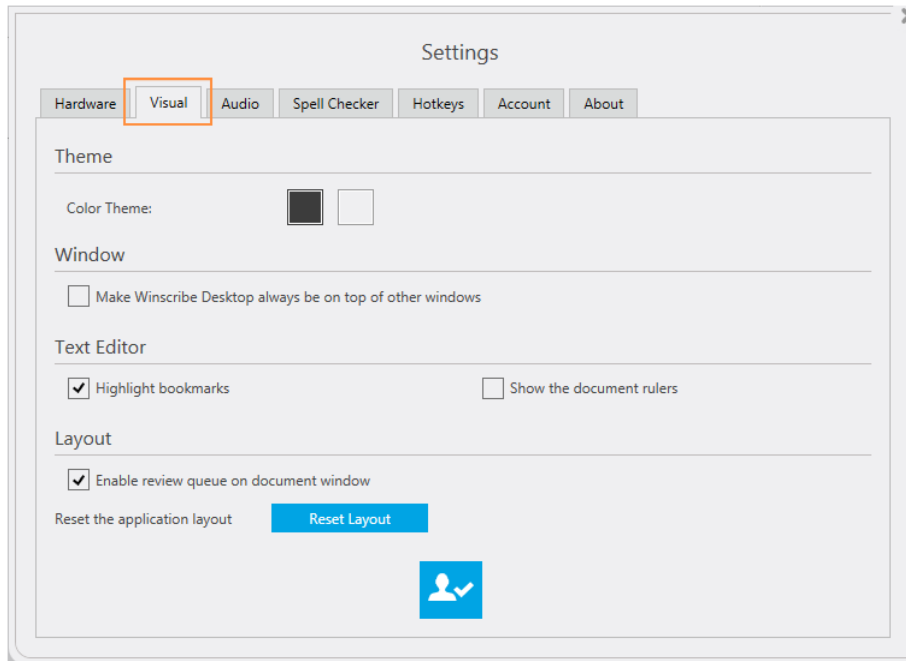 Settings
Hardware Visual Audio Spell Checker Hotkeys Account About
Theme
Color Theme:
Window
Make Winscribe Desktop always be on top of other windows
Text Editor
Highlight bookmarks Show the document rulers
Layout
Enable review queue on document window
Reset the application layout Reset Layout